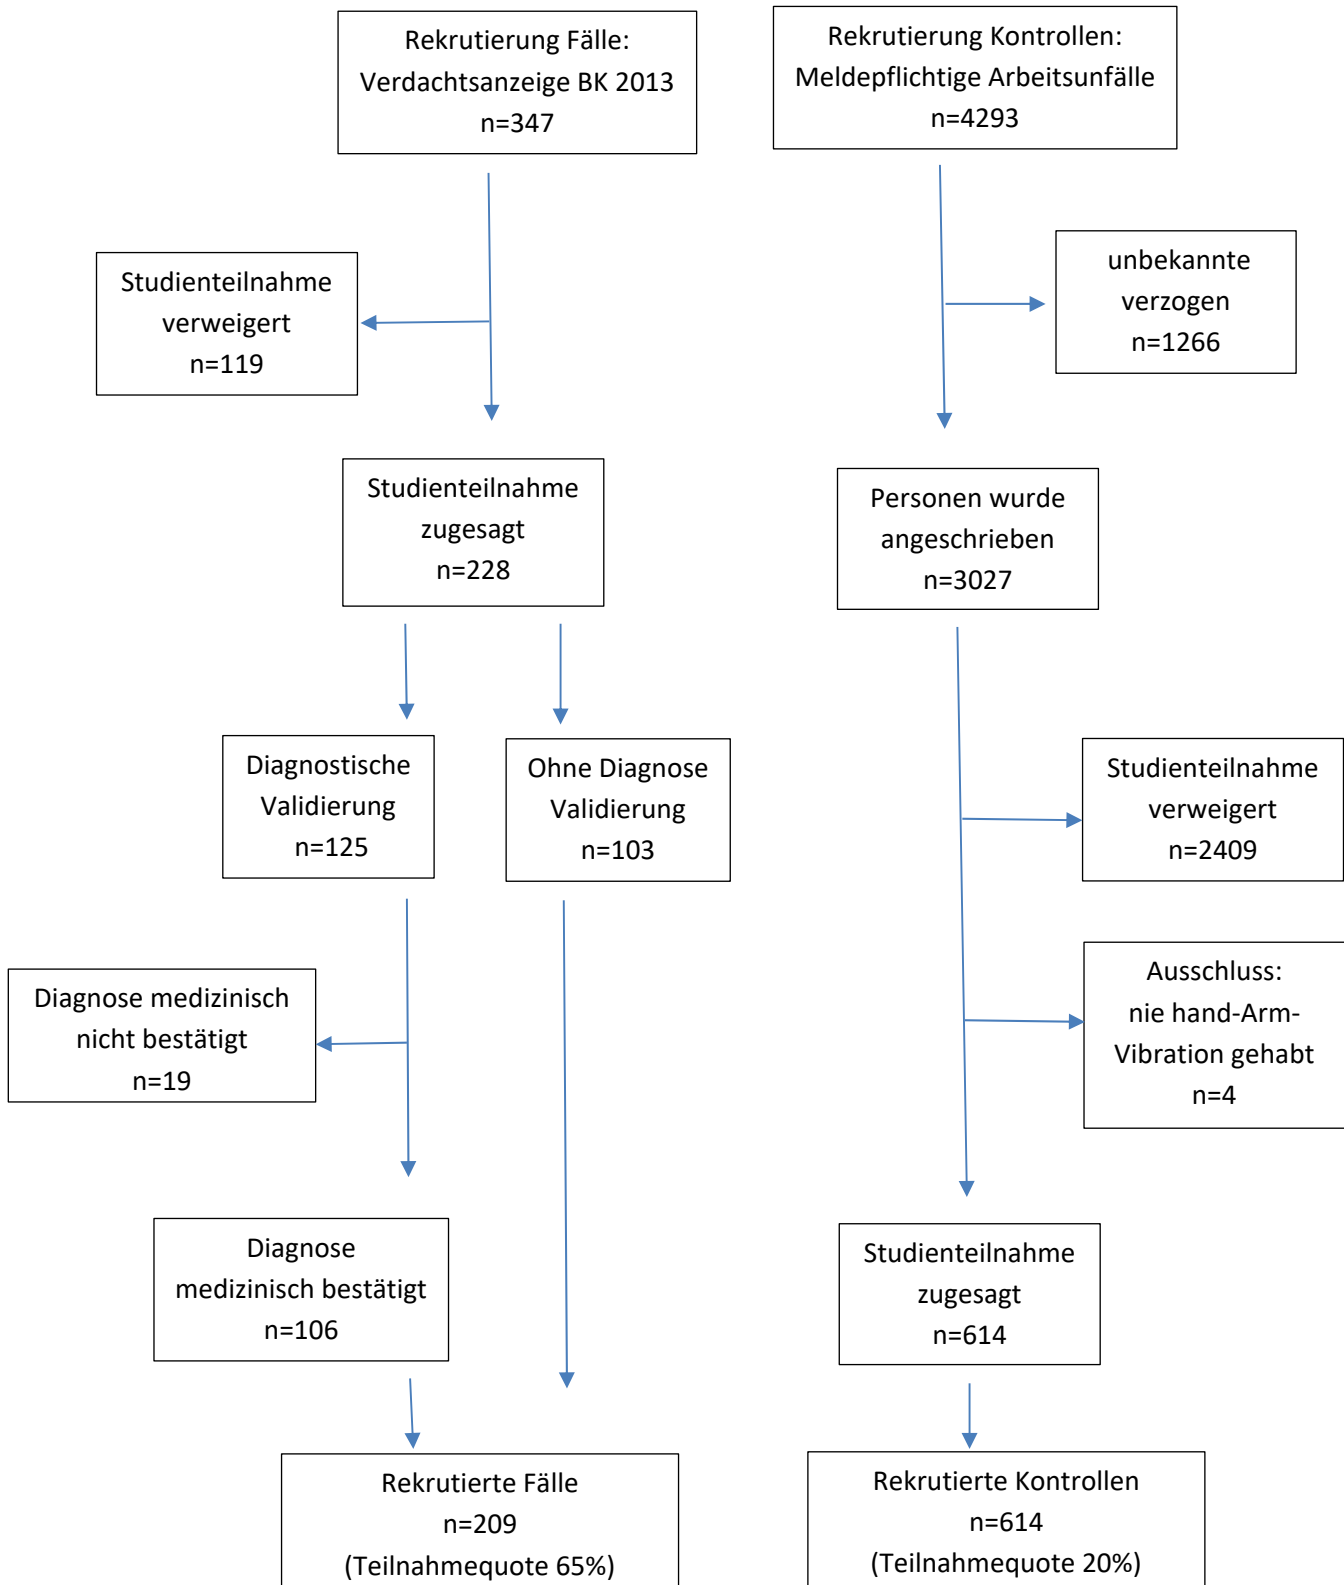 Rekrutierung Fälle:
Verdachtsanzeige BK 2013
n=347
Rekrutierung Kontrollen:
Meldepflichtige Arbeitsunfälle
n=4293
Studienteilnahme
verweigert
n=119
unbekannte
verzogen
n=1266
Studienteilnahme
zugesagt
n=228
Personen wurde
angeschrieben
n=3027
Diagnostische
Validierung
n=125
Ohne Diagnose
Validierung
n=103
Studienteilnahme
verweigert
n=2409
Diagnose medizinisch
nicht bestätigt
n=19
Ausschluss:
nie hand-Arm-
Vibration gehabt
n=4
Diagnose
medizinisch bestätigt
n=106
Studienteilnahme
zugesagt
n=614
Rekrutierte Fälle
n=209
(Teilnahmequote 65%)
Rekrutierte Kontrollen
n=614
(Teilnahmequote 20%)